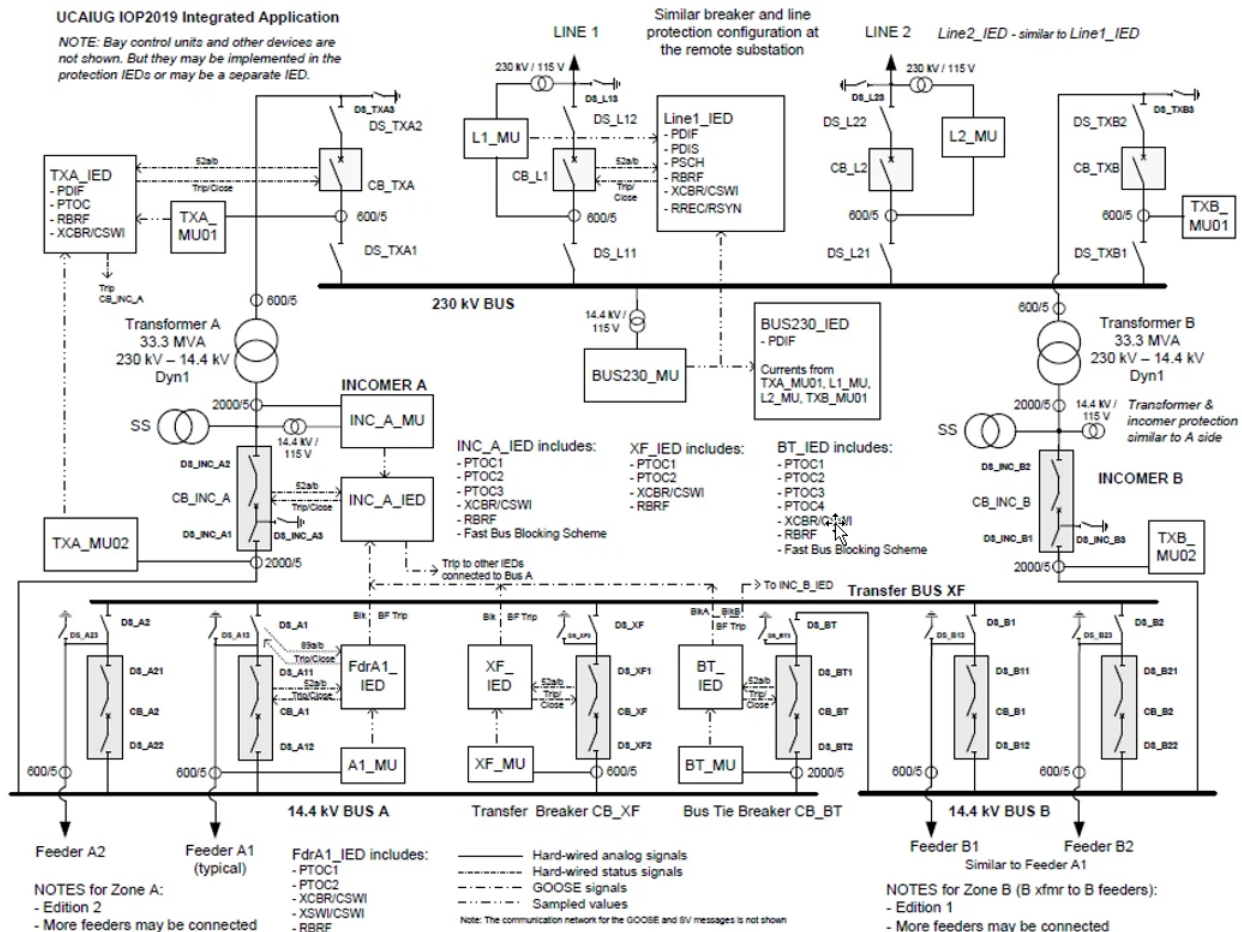 UCAIUG IOP2019 Integrated Application
NOTE: Bay control units and other devices are
not shown. But they may be implemented in the
protection IEDs or may be a separate IED.
Similar breaker and line
protection configuration at
the remote substation
LINE 1
LINE 2
Line2_IED - similar to Line1_IED
230 kV / 115 V
DS_L13
DS_L12
L1_MU
CB_L1
52a/b
Trip/
Close
600/5
DS_L11
Line1_IED
- PDIF
- PDIS
- PSCH
- RBRF
- XCBR/CSWI
- RREC/RSYN
230 kV / 115 V
DS_L23
DS_L22
L2_MU
CB_L2
600/5
DS_L21
DS_TXA3
DS_TXA2
TXA_IED
- PDIF
- PTOC
- RBRF
- XCBR/CSWI
52a/b
Trip/Close
CB_TXA
TXA_
MU01
600/5
DS_TXA1
Trip
CB_INC_A
DS_TXB3
DS_TXB2
CB_TXB
600/5
TXB_
MU01
DS_TXB1
230 kV BUS
600/5
Transformer A
33.3 MVA
230 kV – 14.4 kV
Dyn1
14.4 kV /
115 V
BUS230_MU
BUS230_IED
- PDIF
Currents from
TXA_MU01, L1_MU,
L2_MU, TXB_MU01
600/5
Transformer B
33.3 MVA
230 kV – 14.4 kV
Dyn1
INCOMER A
2000/5
SS
14.4 kV /
115 V
INC_A_MU
DS_INC_A2
CB_INC_A
52a/b
Trip/Close
INC_A_IED
DS_INC_A1
DS_INC_A3
TXA_MU02
2000/5
INC_A_IED includes:
- PTOC1
- PTOC2
- PTOC3
- XCBR/CSWI
- RBRF
- Fast Bus Blocking Scheme
XF_IED includes:
- PTOC1
- PTOC2
- XCBR/CSWI
- RBRF
BT_IED includes:
- PTOC1
- PTOC2
- PTOC3
- PTOC4
- XCBR/CSWI
- RBRF
- Fast Bus Blocking Scheme
2000/5
14.4 kV /
115 V
Transformer &
incomer protection
similar to A side
SS
DS_INC_B2
INCOMER B
CB_INC_B
DS_INC_B1
DS_INC_B3
TXB_
MU02
2000/5
Trip to other IEDs
connected to Bus A
To INC_B_IED
Transfer BUS XF
DS_A23
DS_A2
DS_A21
CB_A2
DS_A22
600/5
DS_A13
DS_A1
89a/b
Trip/Close
DS_A11
52a/b
Trip/Close
CB_A1
DS_A12
600/5
Blk
BF Trip
FdrA1_
IED
A1_MU
Blk
BF Trip
XF_
IED
52a/b
Trip/
Close
XF_MU
DS_XF
DS_XF1
CB_XF
DS_XF2
600/5
BlkA
BlkB
BF Trip
BT_
IED
52a/b
Trip/
Close
BT_MU
DS_BT
DS_BT1
CB_BT
DS_BT2
2000/5
DS_B13
DS_B1
DS_B11
CB_B1
DS_B12
600/5
DS_B23
DS_B2
DS_B21
CB_B2
DS_B22
600/5
14.4 kV BUS A
Transfer Breaker CB_XF
Bus Tie Breaker CB_BT
14.4 kV BUS B
Feeder A2
Feeder A1
(typical)
Feeder B1
Feeder B2
Similar to Feeder A1
FdrA1_IED includes:
- PTOC1
- PTOC2
- XCBR/CSWI
- XSWI/CSWI
- RBRF
Hard-wired analog signals
Hard-wired status signals
GOOSE signals
Sampled values
Note: The communication network for the GOOSE and SV messages is not shown
NOTES for Zone A:
- Edition 2
- More feeders may be connected
NOTES for Zone B (B xfmr to B feeders):
- Edition 1
- More feeders may be connected